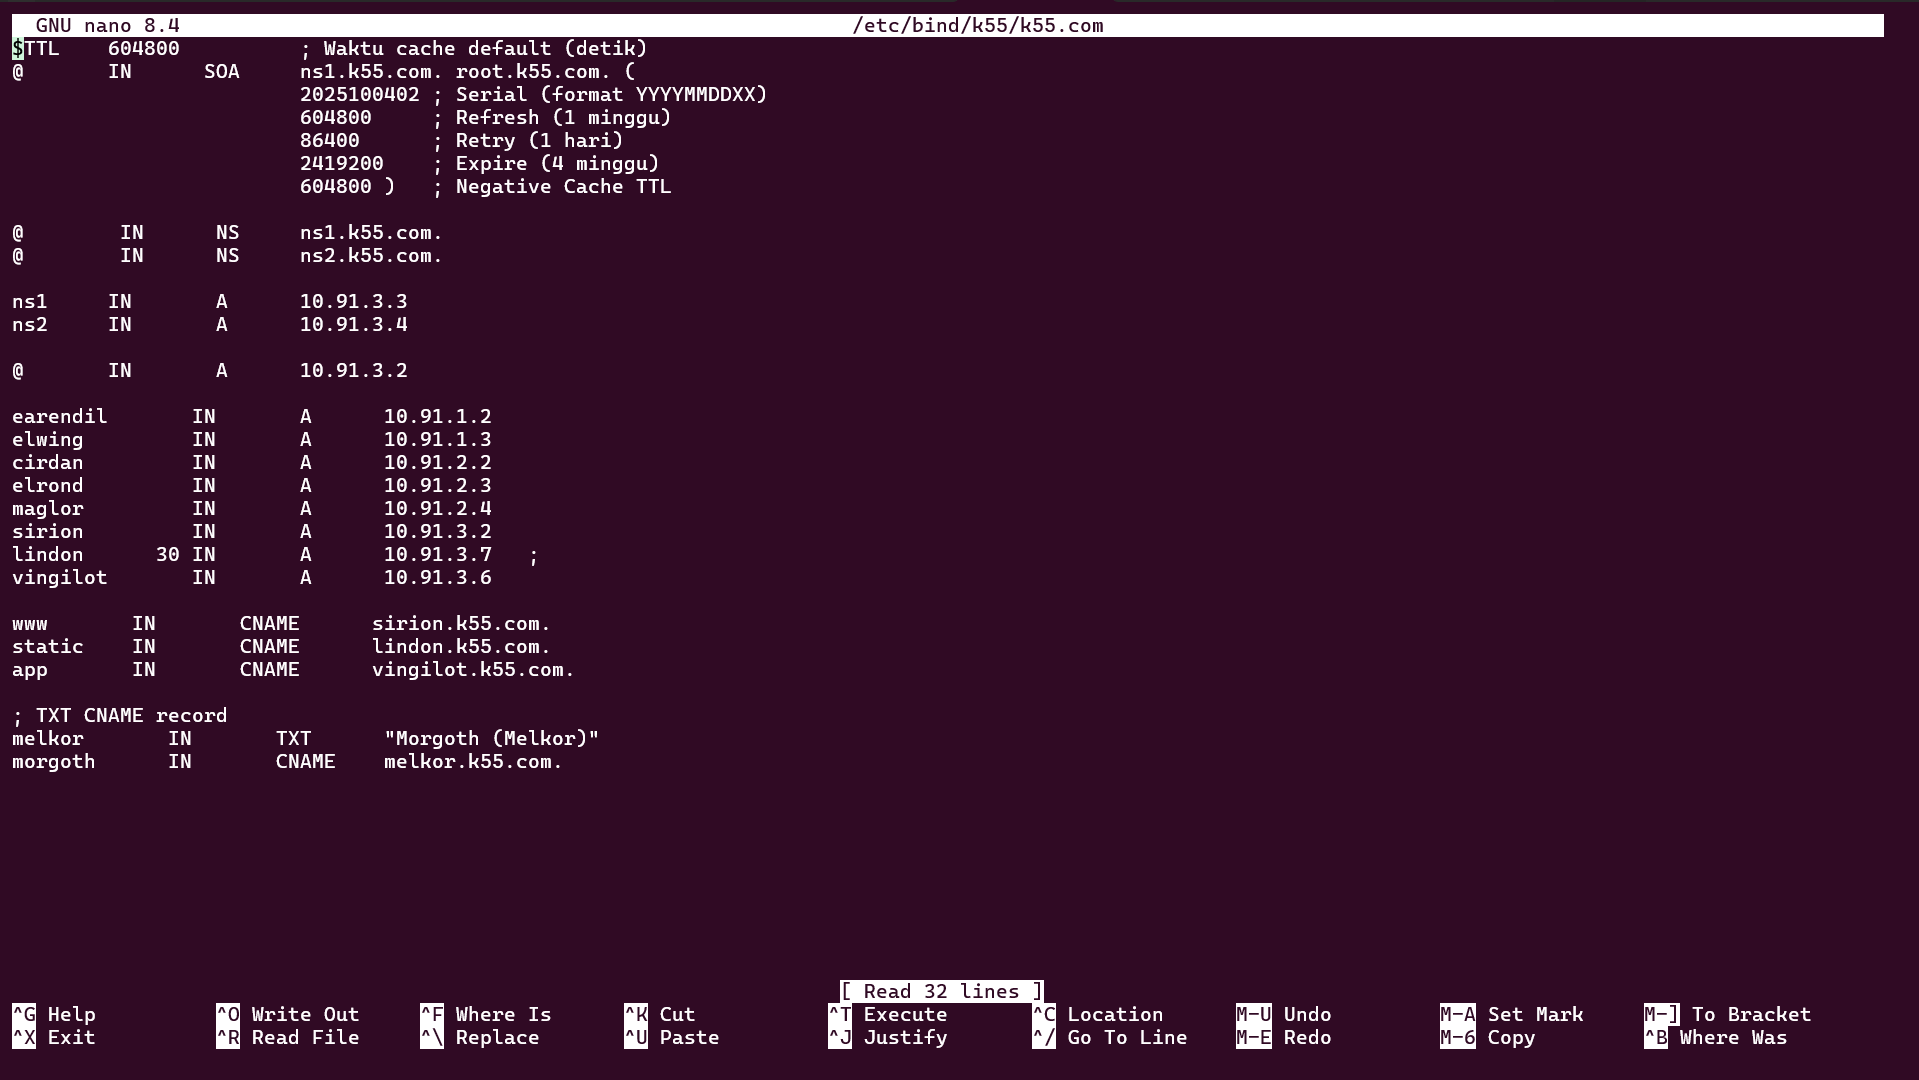 GNU nano 8.4 /etc/bind/k55/k55.com
$TTL 604800 ; Waktu cache default (detik)
@ IN SOA ns1.k55.com. root.k55.com. (
2025100402 ; Serial (format YYYYMMDDXX)
604800 ; Refresh (1 minggu)
86400 ; Retry (1 hari)
2419200 ; Expire (4 minggu)
604800 ) ; Negative Cache TTL
@ IN NS ns1.k55.com.
@ IN NS ns2.k55.com.
ns1 IN A 10.91.3.3
ns2 IN A 10.91.3.4
@ IN A 10.91.3.2
earendil IN A 10.91.1.2
elwing IN A 10.91.1.3
cirdan IN A 10.91.2.2
elrond IN A 10.91.2.3
maglor IN A 10.91.2.4
sirion IN A 10.91.3.2
lindon 30 IN A 10.91.3.7 ;
vingilot IN A 10.91.3.6
www IN CNAME sirion.k55.com.
static IN CNAME lindon.k55.com.
app IN CNAME vingilot.k55.com.
; TXT CNAME record
melkor IN TXT "Morgoth (Melkor)"
morgoth IN CNAME melkor.k55.com.
[ Read 32 lines ]
^G Help ^O Write Out ^F Where Is ^K Cut ^T Execute ^C Location M-U Undo M-A Set Mark M-] To Bracket
^X Exit ^R Read File ^\ Replace ^U Paste ^J Justify ^/ Go To Line M-E Redo M-6 Copy ^B Where Was